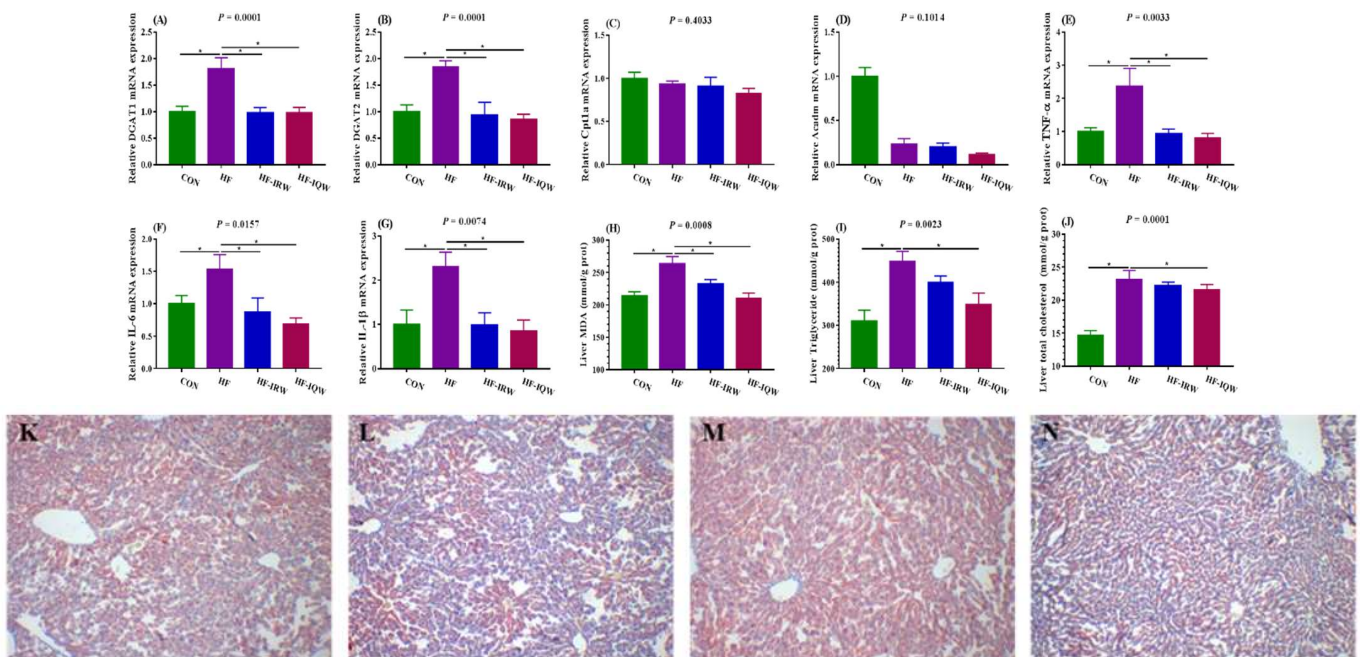 (A)
P = 0.0001
Relative DGAT1 mRNA expression
2.5
2.0
1.5
1.0
0.5
0.0
* * *
CON HF HF-IRW HF-IQW
(B)
P = 0.0001
Relative DGAT2 mRNA expression
2.5
2.0
1.5
1.0
0.5
0.0
* * *
CON HF HF-IRW HF-IQW
(C)
P = 0.4033
Relative Cpt1a mRNA expression
1.5
1.0
0.5
0.0
CON HF HF-IRW HF-IQW
(D)
P = 0.1014
Relative Acadm mRNA expression
1.5
1.0
0.5
0.0
CON HF HF-IRW HF-IQW
(E)
P = 0.0033
Relative TNF-α mRNA expression
4
3
2
1
0
* * *
CON HF HF-IRW HF-IQW
(F)
P = 0.0157
Relative IL-6 mRNA expression
2.0
1.5
1.0
0.5
0.0
* * *
CON HF HF-IRW HF-IQW
(G)
P = 0.0074
Relative IL-1β mRNA expression
3
2
1
0
* * *
CON HF HF-IRW HF-IQW
(H)
P = 0.0008
Liver MDA (mmol/g prot)
300
250
200
150
100
* * *
CON HF HF-IRW HF-IQW
(I)
P = 0.0023
Liver Triglyceride (mmol/g prot)
500
400
300
200
* *
CON HF HF-IRW HF-IQW
(J)
P = 0.0001
Liver total cholesterol (mmol/g prot)
30
25
20
15
10
* *
CON HF HF-IRW HF-IQW
K
L
M
N